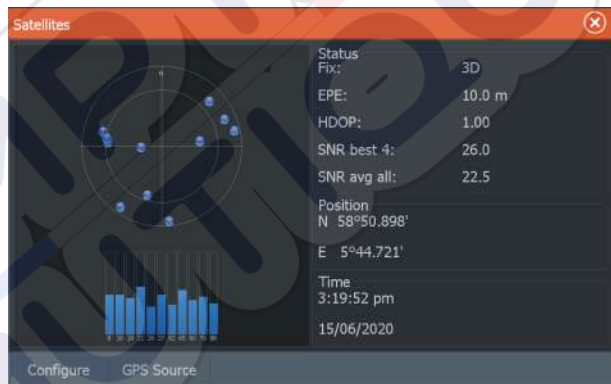 Satellites
N
Status
Fix: 3D
EPE: 10.0 m
HDOP: 1.00
SNR best 4: 26.0
SNR avg all: 22.5
Position
N 58°50.898'
E 5°44.721'
Time
3:19:52 pm
15/06/2020
Configure GPS Source